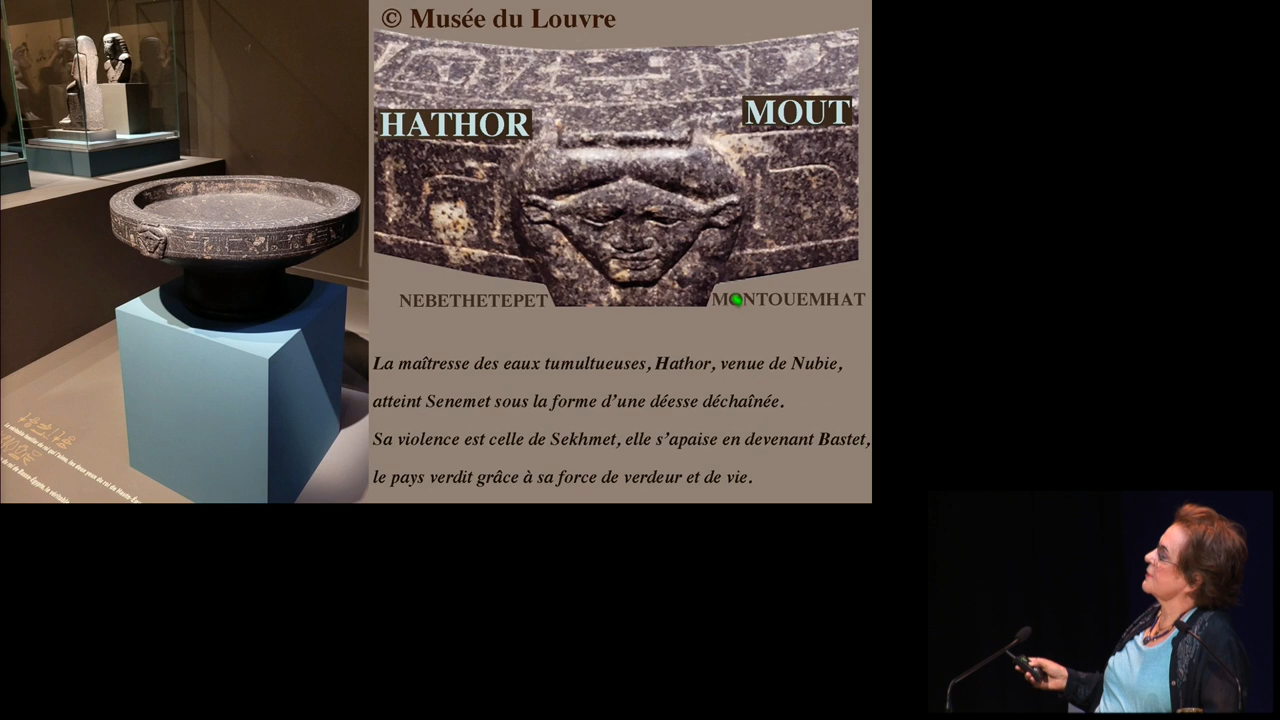 © Musée du Louvre
HATHOR
MOUT
NEBETHETEPET
MONTOUEMHAT
La maîtresse des eaux tumultueuses, Hathor, venue de Nubie,
atteint Senemet sous la forme d’une déesse déchaînée.
Sa violence est celle de Sekhmet, elle s’apaise en devenant Bastet,
le pays verdit grâce à sa force de verdeur et de vie.